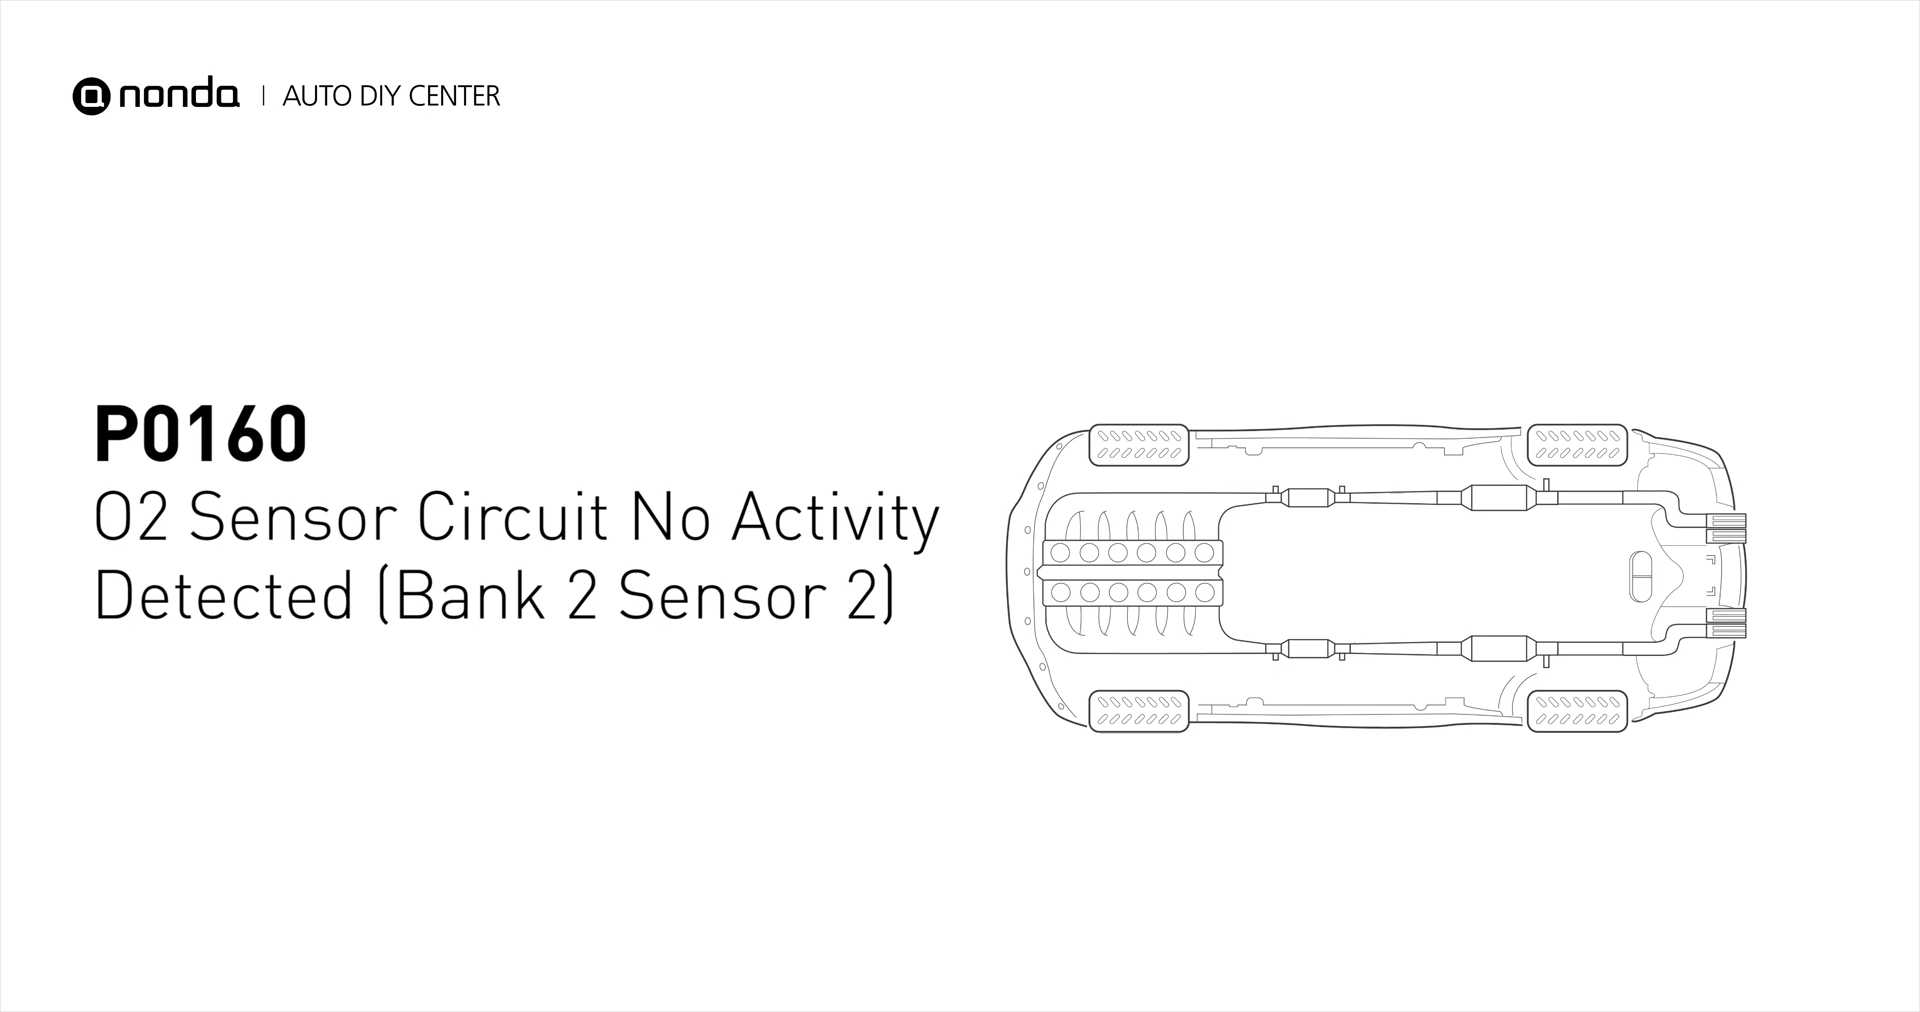 nonda | AUTO DIY CENTER
P0160
O2 Sensor Circuit No Activity
Detected (Bank 2 Sensor 2)